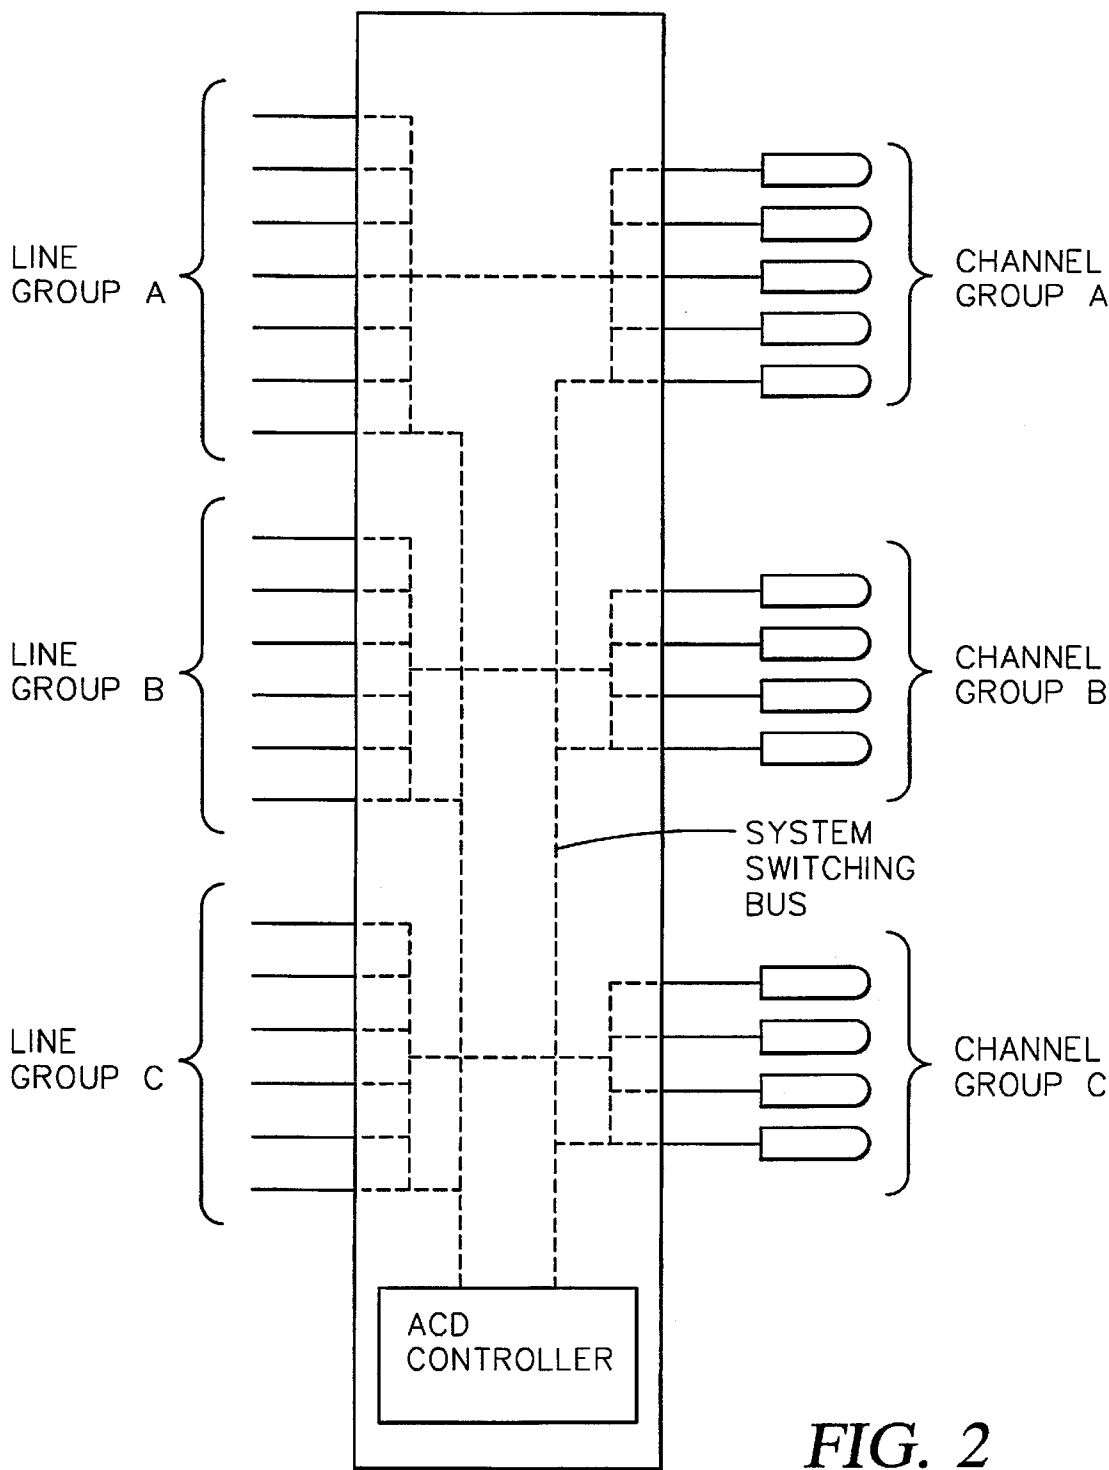 LINE
GROUP A
CHANNEL
GROUP A
LINE
GROUP B
CHANNEL
GROUP B
SYSTEM
SWITCHING
BUS
LINE
GROUP C
CHANNEL
GROUP C
ACD
CONTROLLER
FIG. 2